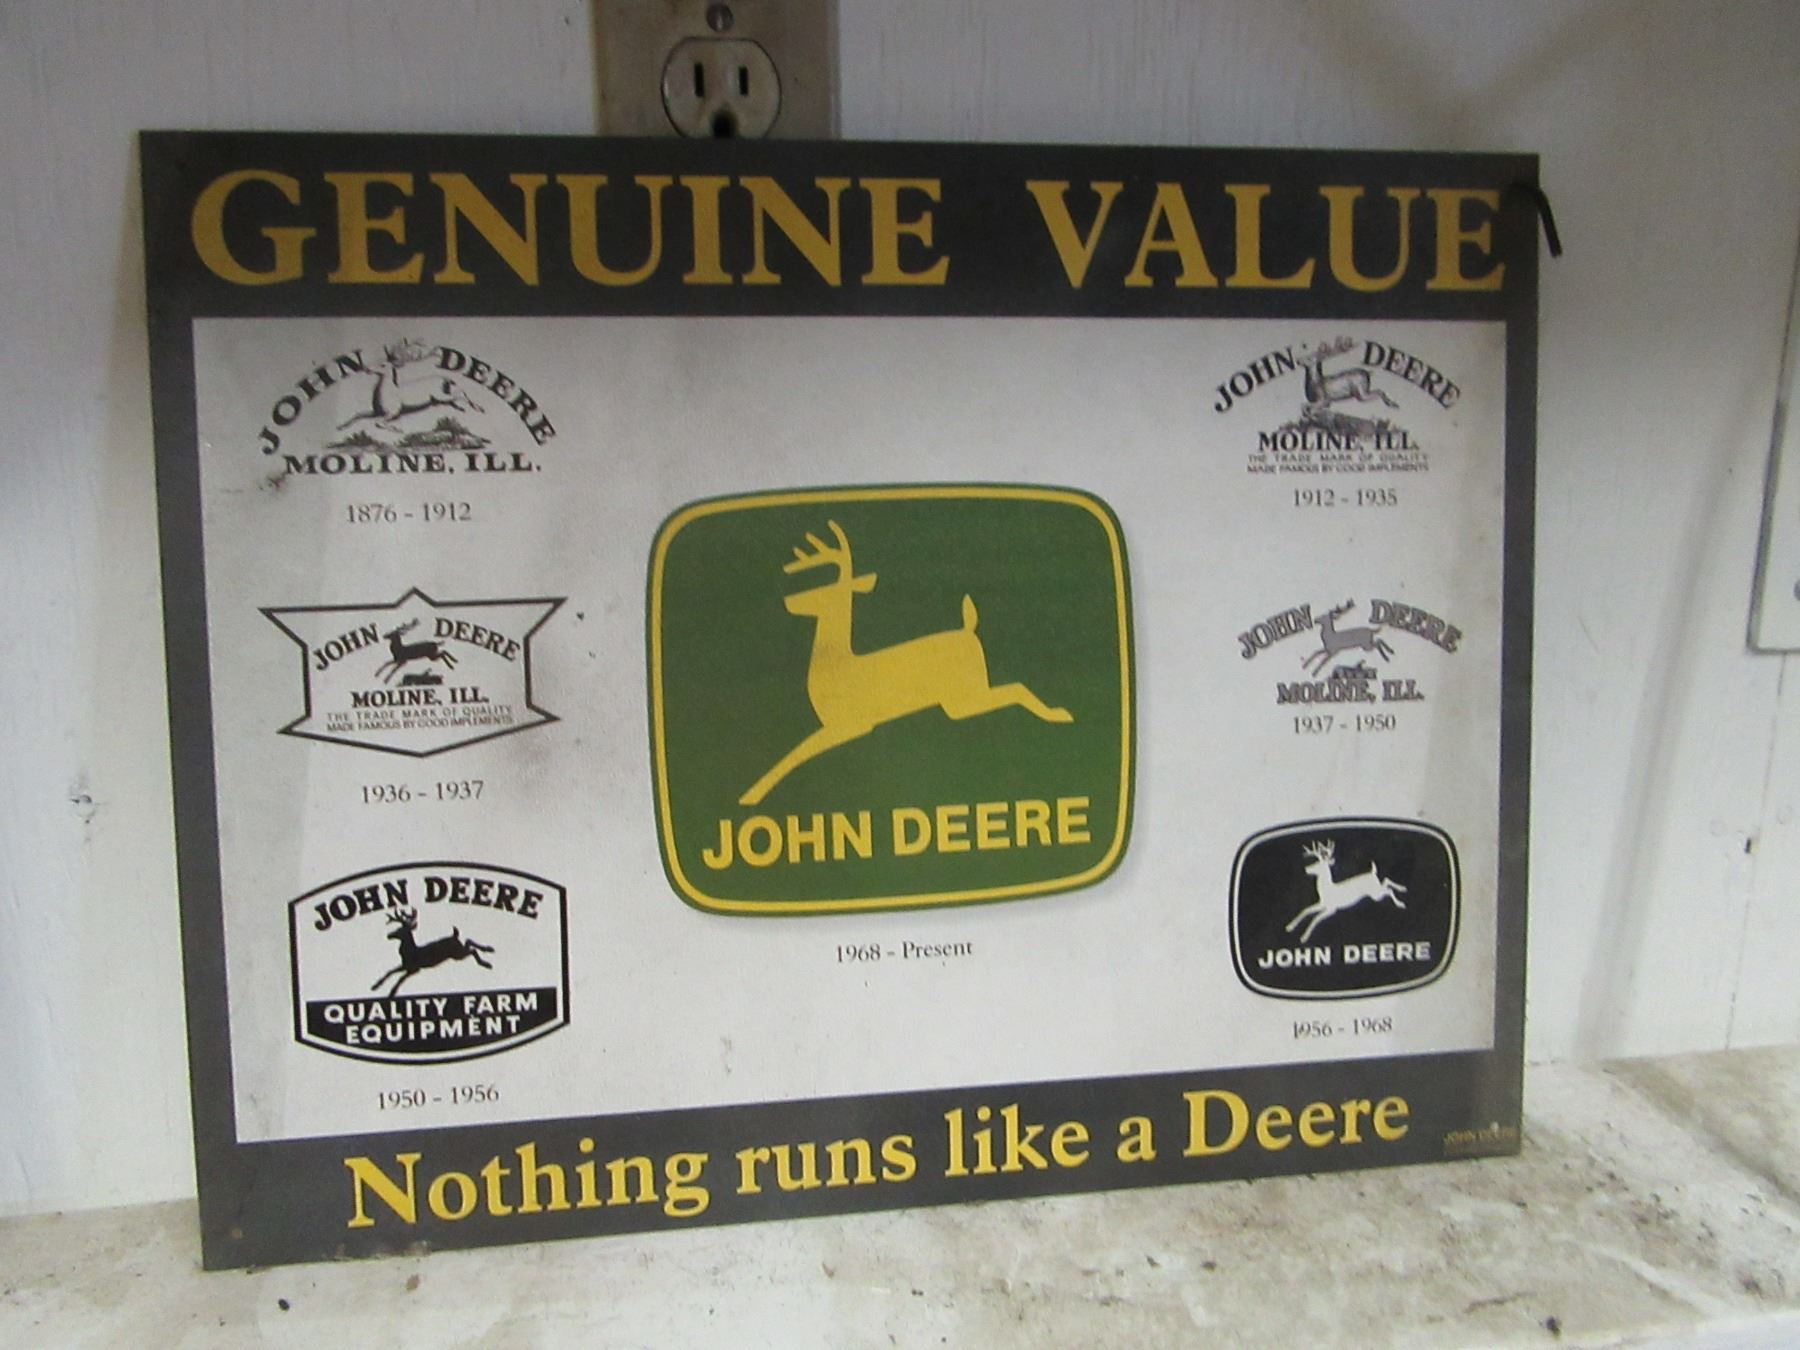 GENUINE VALUE
JOHN DEERE
MOLINE, ILL.
1876 - 1912
JOHN DEERE
MOLINE, ILL.
THE TRADE MARK OF QUALITY
MADE FAMOUS BY GOOD IMPLEMENTS
1912 - 1935
JOHN DEERE
MOLINE, ILL.
THE TRADE MARK OF QUALITY
MADE FAMOUS BY GOOD IMPLEMENTS
1936 - 1937
JOHN DEERE
1968 - Present
JOHN DEERE
MOLINE, ILL.
1937 - 1950
JOHN DEERE
QUALITY FARM
EQUIPMENT
1950 - 1956
JOHN DEERE
1956 - 1968
Nothing runs like a Deere
JOHN DEERE